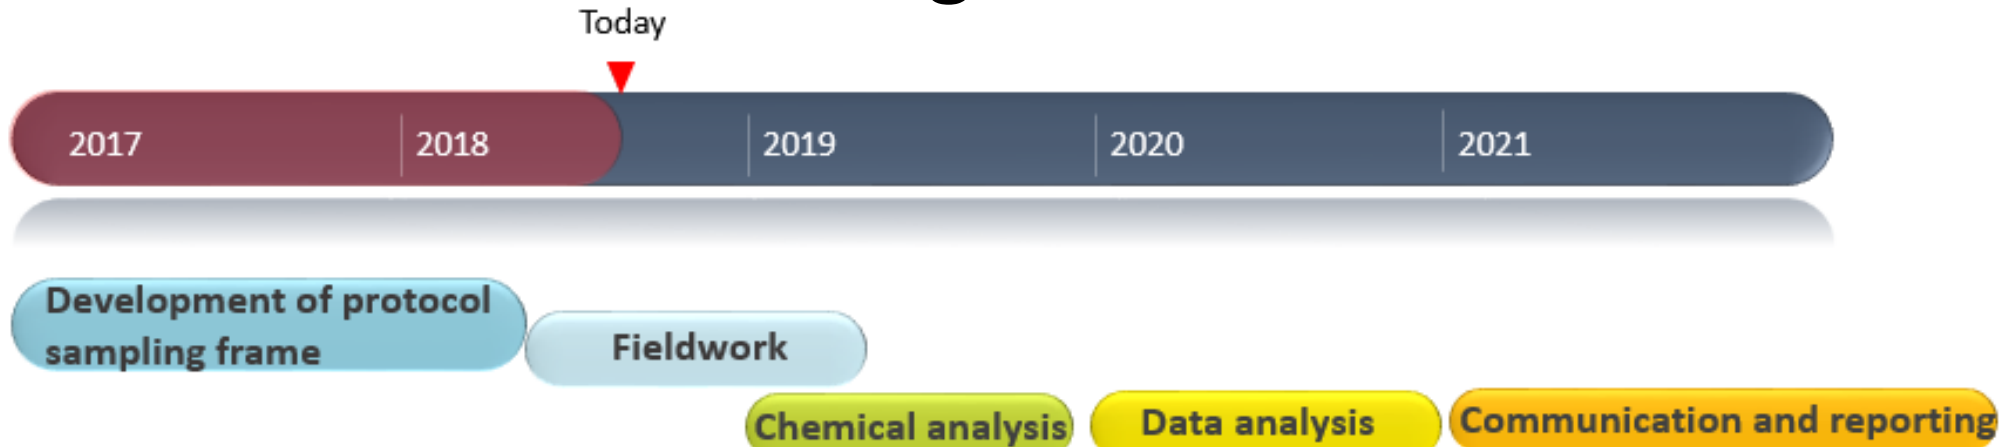 Today
2017 2018 2019 2020 2021
Development of protocol
sampling frame
Fieldwork
Chemical analysis
Data analysis
Communication and reporting